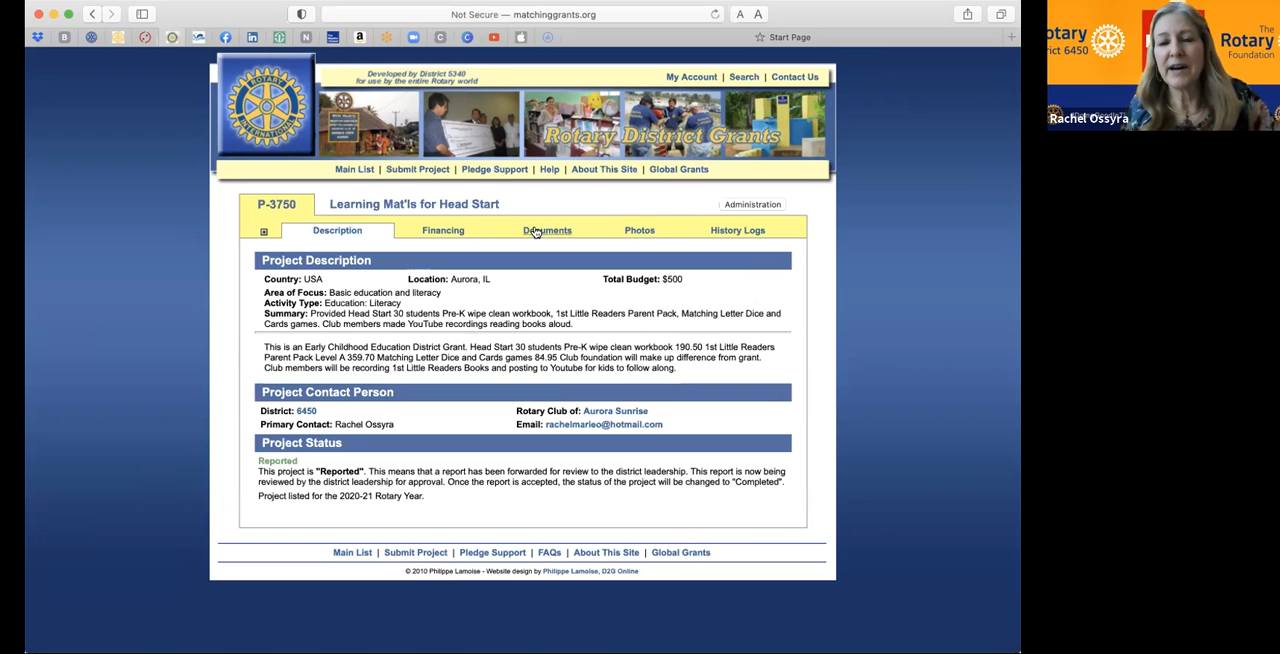 Not Secure — matchinggrants.org
A A
Start Page
Developed by District 5340
for use by the entire Rotary world
My Account | Search | Contact Us
ROTARY
INTERNATIONAL
Rotary District Grants
Main List | Submit Project | Pledge Support | Help | About This Site | Global Grants
P-3750 Learning Mat'ls for Head Start Administration
Description Financing Documents Photos History Logs
Project Description
Country: USA Location: Aurora, IL Total Budget: $500
Area of Focus: Basic education and literacy
Activity Type: Education: Literacy
Summary: Provided Head Start 30 students Pre-K wipe clean workbook, 1st Little Readers Parent Pack, Matching Letter Dice and
Cards games. Club members made YouTube recordings reading books aloud.
This is an Early Childhood Education District Grant. Head Start 30 students Pre-K wipe clean workbook 190.50 1st Little Readers
Parent Pack Level A 359.70 Matching Letter Dice and Cards games 84.95 Club foundation will make up difference from grant.
Club members will be recording 1st Little Readers Books and posting to Youtube for kids to follow along.
Project Contact Person
District: 6450 Rotary Club of: Aurora Sunrise
Primary Contact: Rachel Ossyra Email: rachelmarieo@hotmail.com
Project Status
Reported
This project is "Reported". This means that a report has been forwarded for review to the district leadership. This report is now being
reviewed by the district leadership for approval. Once the report is accepted, the status of the project will be changed to "Completed".
Project listed for the 2020-21 Rotary Year.
Main List | Submit Project | Pledge Support | FAQs | About This Site | Global Grants
© 2010 Philippe Lamoise - Website design by Philippe Lamoise, D2G Online
otary
rict 6450
The
Rotary
Foundation
Rachel Ossyra